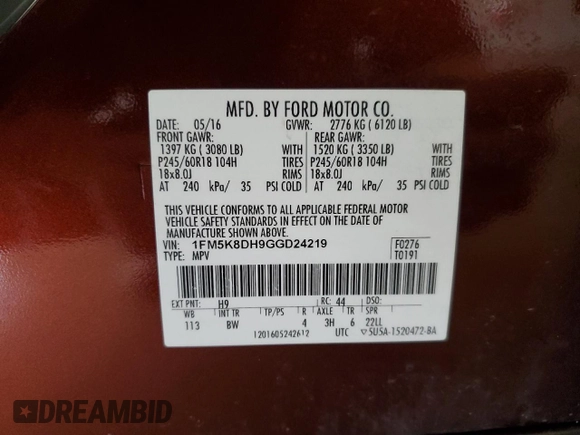 MFD. BY FORD MOTOR CO.
DATE: 05/16 GVWR: 2776 KG ( 6120 LB)
FRONT GAWR: REAR GAWR:
1397 KG ( 3080 LB) WITH 1520 KG ( 3350 LB) WITH
P245/60R18 104H TIRES P245/60R18 104H TIRES
18x8.0J RIMS 18x8.0J RIMS
AT 240 kPa/ 35 PSI COLD AT 240 kPa/ 35 PSI COLD
THIS VEHICLE CONFORMS TO ALL APPLICABLE FEDERAL MOTOR
VEHICLE SAFETY STANDARDS IN EFFECT ON THE DATE OF
MANUFACTURE SHOWN ABOVE.
VIN: 1FM5K8DH9GGD24219 F0276
TYPE: MPV T0191
EXT PNT: H9 RC: 44 DSO:
WB INT TR TP/PS R AXLE TR SPR
113 BW 4 3H 6 22LL
1201605242612 UTC ▽5U5A-1520472-BA
DREAMBID